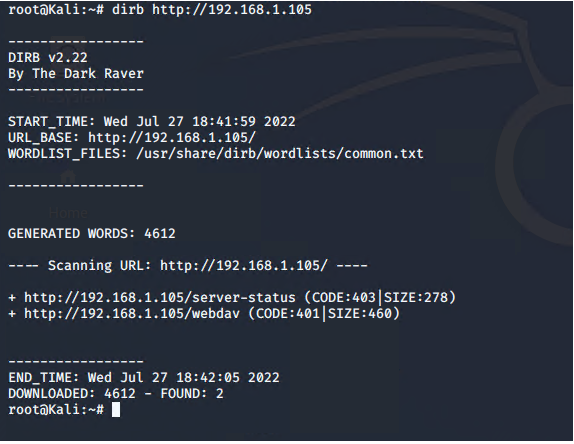 root@Kali:~# dirb http://192.168.1.105
-----------------
DIRB v2.22
By The Dark Raver
-----------------
START_TIME: Wed Jul 27 18:41:59 2022
URL_BASE: http://192.168.1.105/
WORDLIST_FILES: /usr/share/dirb/wordlists/common.txt
-----------------
Home
GENERATED WORDS: 4612
---- Scanning URL: http://192.168.1.105/ ----
+ http://192.168.1.105/server-status (CODE:403|SIZE:278)
+ http://192.168.1.105/webdav (CODE:401|SIZE:460)
-----------------
END_TIME: Wed Jul 27 18:42:05 2022
DOWNLOADED: 4612 - FOUND: 2
root@Kali:~#